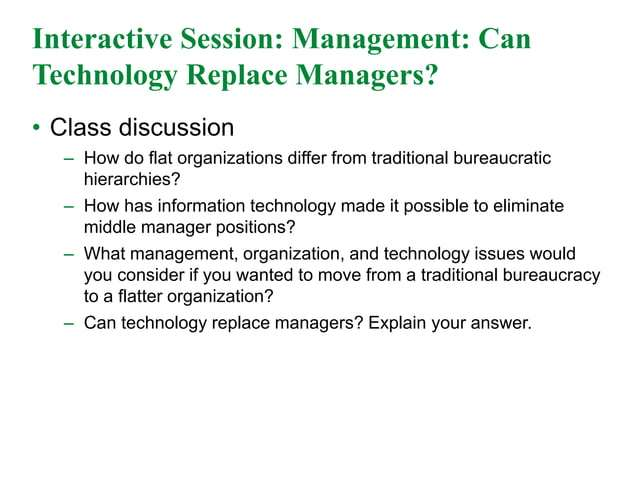 Interactive Session: Management: Can
Technology Replace Managers?
• Class discussion
– How do flat organizations differ from traditional bureaucratic
hierarchies?
– How has information technology made it possible to eliminate
middle manager positions?
– What management, organization, and technology issues would
you consider if you wanted to move from a traditional bureaucracy
to a flatter organization?
– Can technology replace managers? Explain your answer.